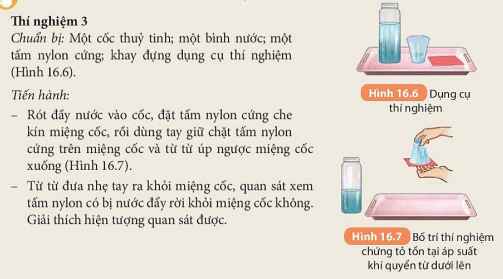 Thí nghiệm 3
Chuẩn bị: Một cốc thuỷ tinh; một bình nước; một
tấm nylon cứng; khay đựng dụng cụ thí nghiệm
(Hình 16.6).
Tiến hành:
– Rót đầy nước vào cốc, đặt tấm nylon cứng che
kín miệng cốc, rồi dùng tay giữ chặt tấm nylon
cứng trên miệng cốc và từ từ úp ngược miệng cốc
xuống (Hình 16.7).
– Từ từ đưa nhẹ tay ra khỏi miệng cốc, quan sát xem
tấm nylon có bị nước đẩy rời khỏi miệng cốc không.
Giải thích hiện tượng quan sát được.
Hình 16.6 Dụng cụ
thí nghiệm
Hình 16.7 Bố trí thí nghiệm
chứng tỏ tồn tại áp suất
khí quyển từ dưới lên